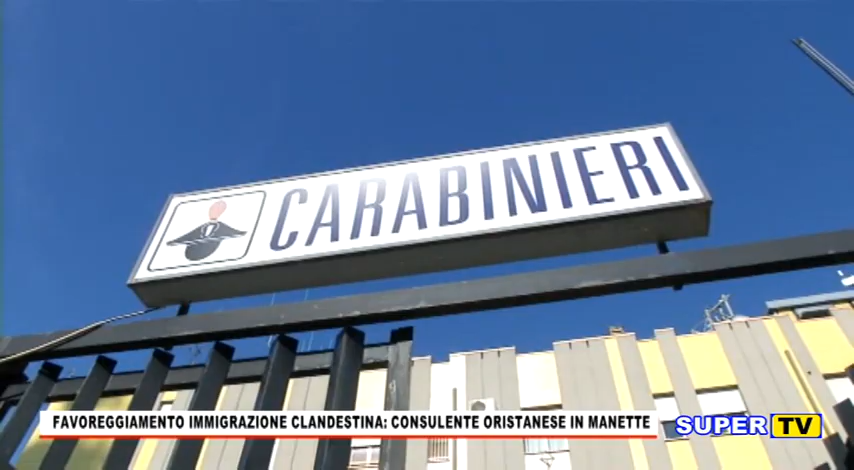 CARABINIERI
FAVOREGGIAMENTO IMMIGRAZIONE CLANDESTINA: CONSULENTE ORISTANESE IN MANETTE
SUPER TV